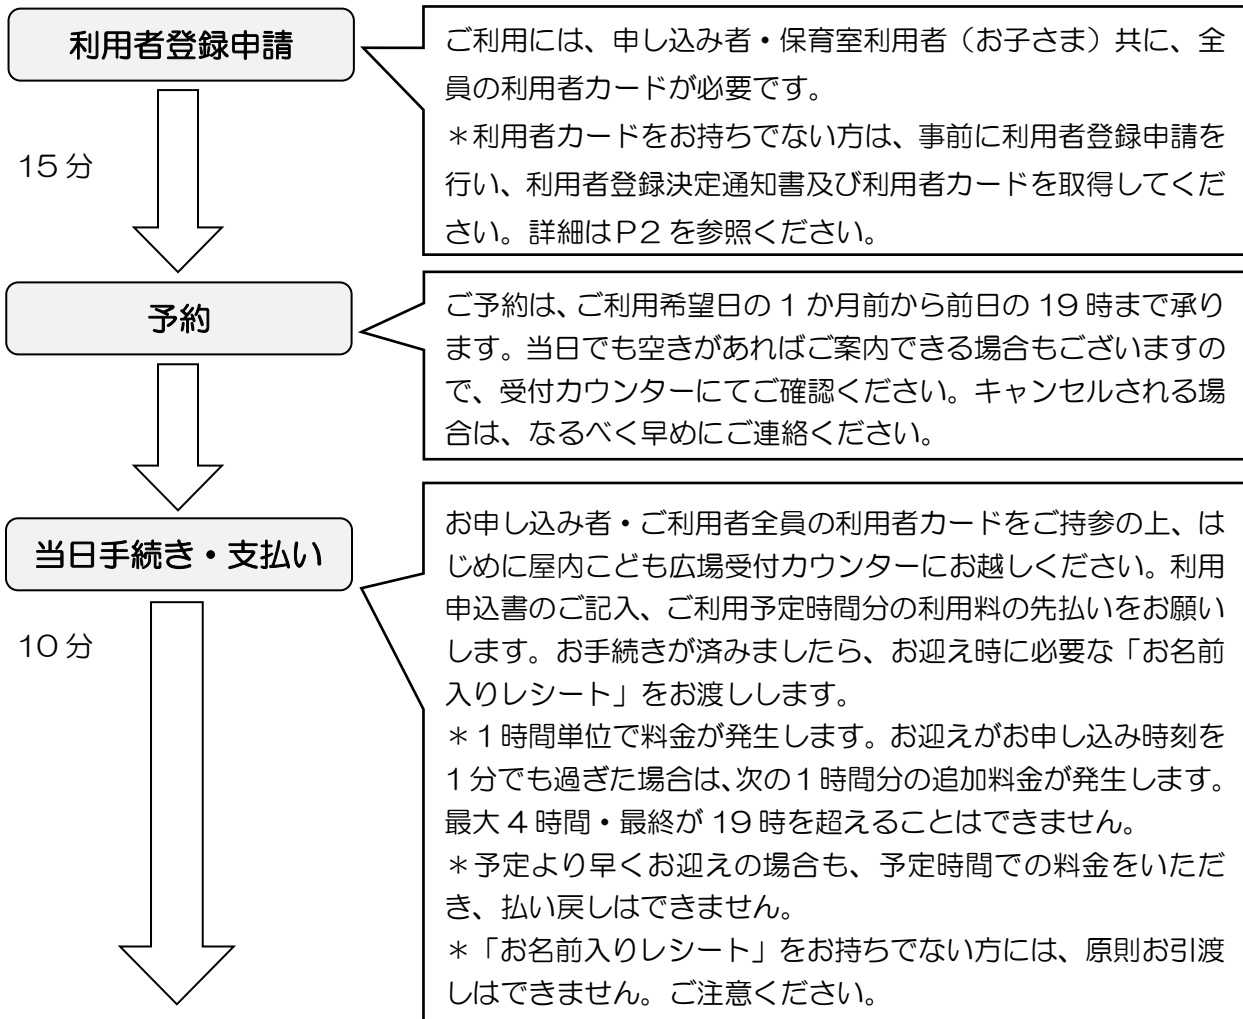 利用者登録申請
ご利用には、申し込み者・保育室利用者（お子さま）共に、全
員の利用者カードが必要です。
＊利用者カードをお持ちでない方は、事前に利用者登録申請を
行い、利用者登録決定通知書及び利用者カードを取得してくだ
さい。詳細はP2 を参照ください。
15 分
予約
ご予約は、ご利用希望日の 1 か月前から前日の 19 時まで承り
ます。当日でも空きがあればご案内できる場合もございますの
で、受付カウンターにてご確認ください。キャンセルされる場
合は、なるべく早めにご連絡ください。
当日手続き・支払い
お申し込み者・ご利用者全員の利用者カードをご持参の上、は
じめに屋内こども広場受付カウンターにお越しください。利用
申込書のご記入、ご利用予定時間分の利用料の先払いをお願い
します。お手続きが済みましたら、お迎え時に必要な「お名前
入りレシート」をお渡しします。
＊１時間単位で料金が発生します。お迎えがお申し込み時刻を
１分でも過ぎた場合は、次の１時間分の追加料金が発生します。
最大 4 時間・最終が 19 時を超えることはできません。
＊予定より早くお迎えの場合も、予定時間での料金をいただ
き、払い戻しはできません。
＊「お名前入りレシート」をお持ちでない方には、原則お引渡
しはできません。ご注意ください。
10 分